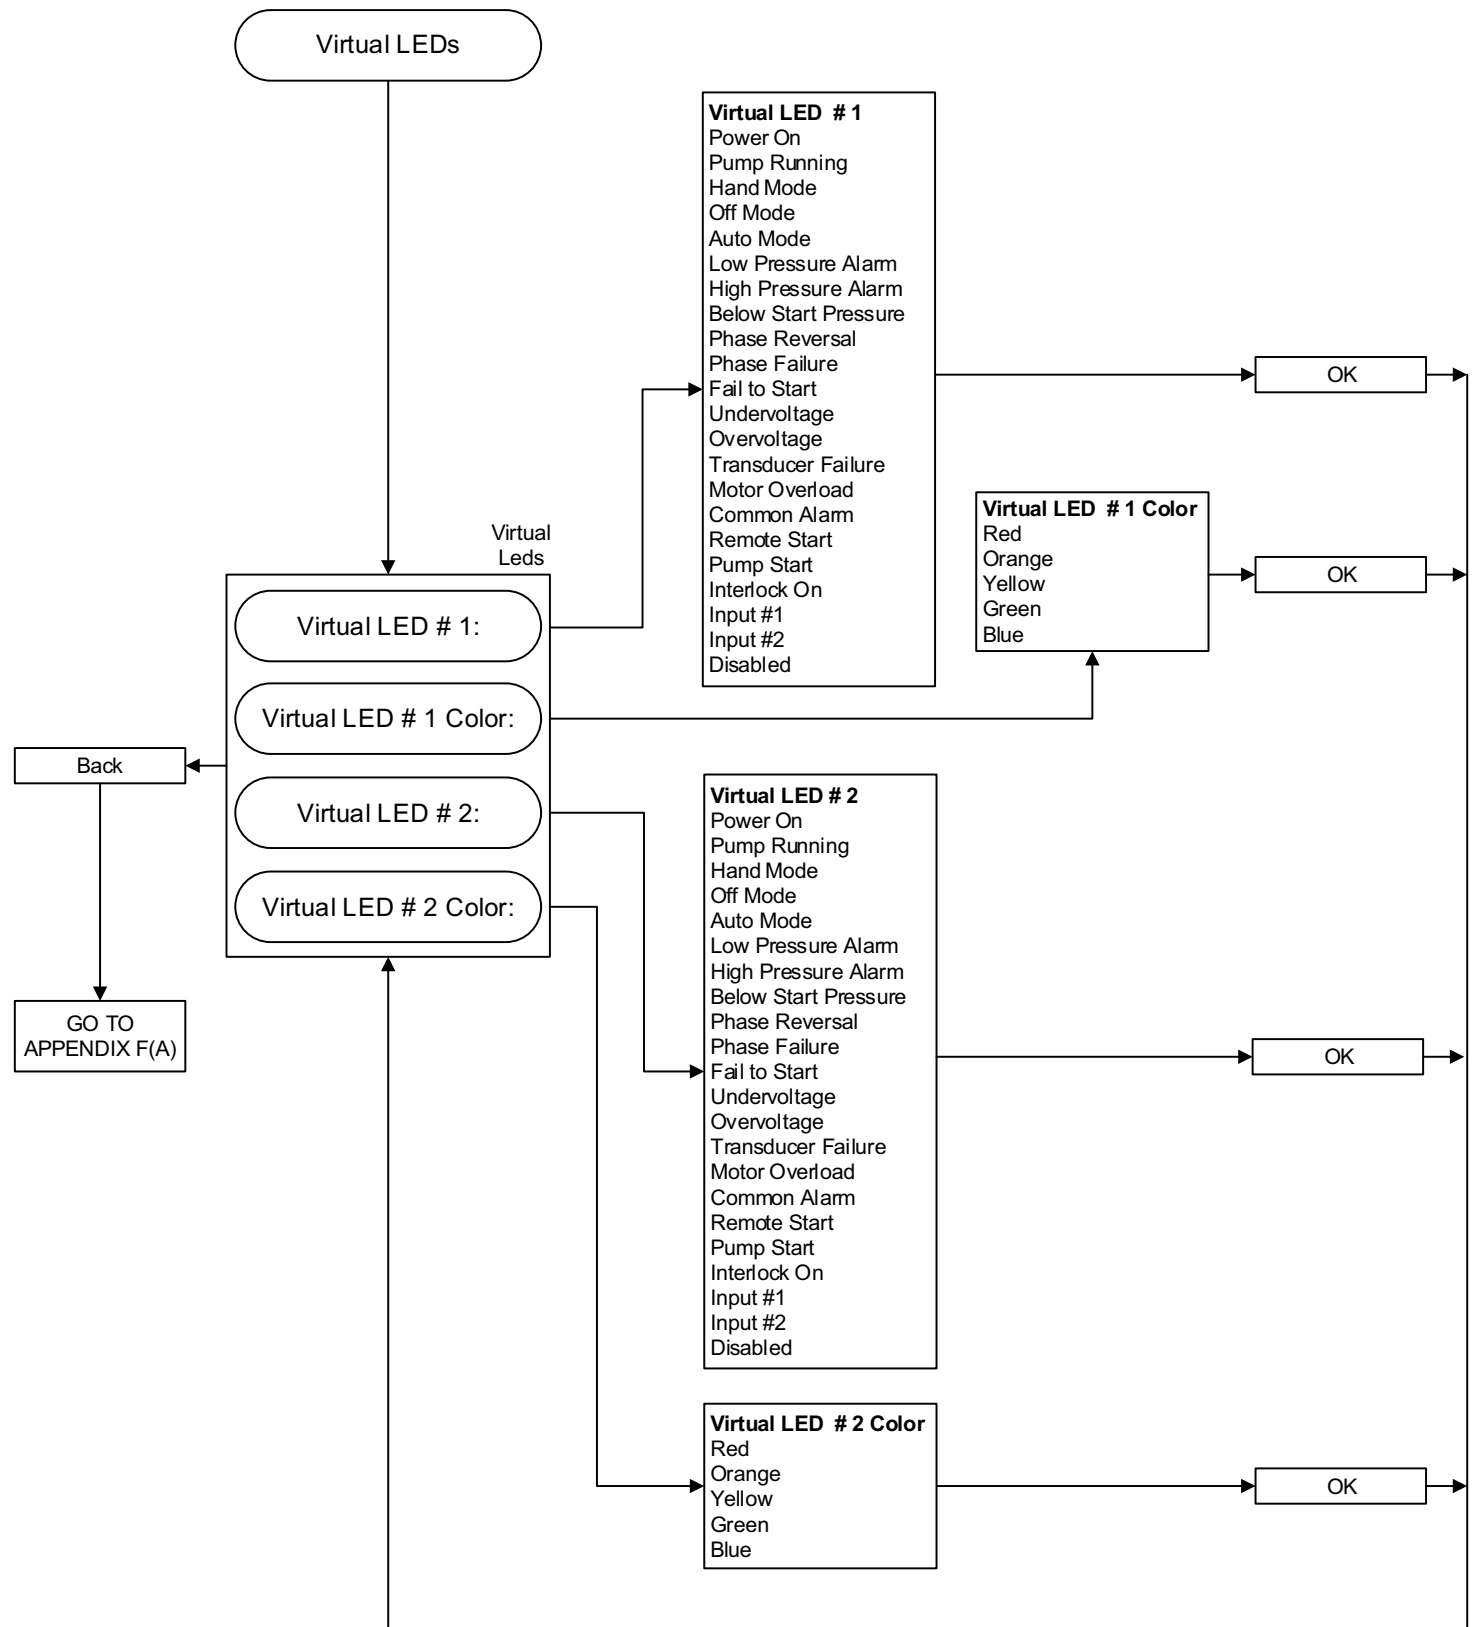 Virtual LEDs
Virtual LED # 1
Power On
Pump Running
Hand Mode
Off Mode
Auto Mode
Low Pressure Alarm
High Pressure Alarm
Below Start Pressure
Phase Reversal
Phase Failure
Fail to Start
Undervoltage
Overvoltage
Transducer Failure
Motor Overload
Common Alarm
Remote Start
Pump Start
Interlock On
Input #1
Input #2
Disabled
OK
Virtual LED # 1 Color
Red
Orange
Yellow
Green
Blue
OK
Virtual
Leds
Virtual LED # 1:
Virtual LED # 1 Color:
Virtual LED # 2:
Virtual LED # 2 Color:
Back
GO TO
APPENDIX F(A)
Virtual LED # 2
Power On
Pump Running
Hand Mode
Off Mode
Auto Mode
Low Pressure Alarm
High Pressure Alarm
Below Start Pressure
Phase Reversal
Phase Failure
Fail to Start
Undervoltage
Overvoltage
Transducer Failure
Motor Overload
Common Alarm
Remote Start
Pump Start
Interlock On
Input #1
Input #2
Disabled
OK
Virtual LED # 2 Color
Red
Orange
Yellow
Green
Blue
OK